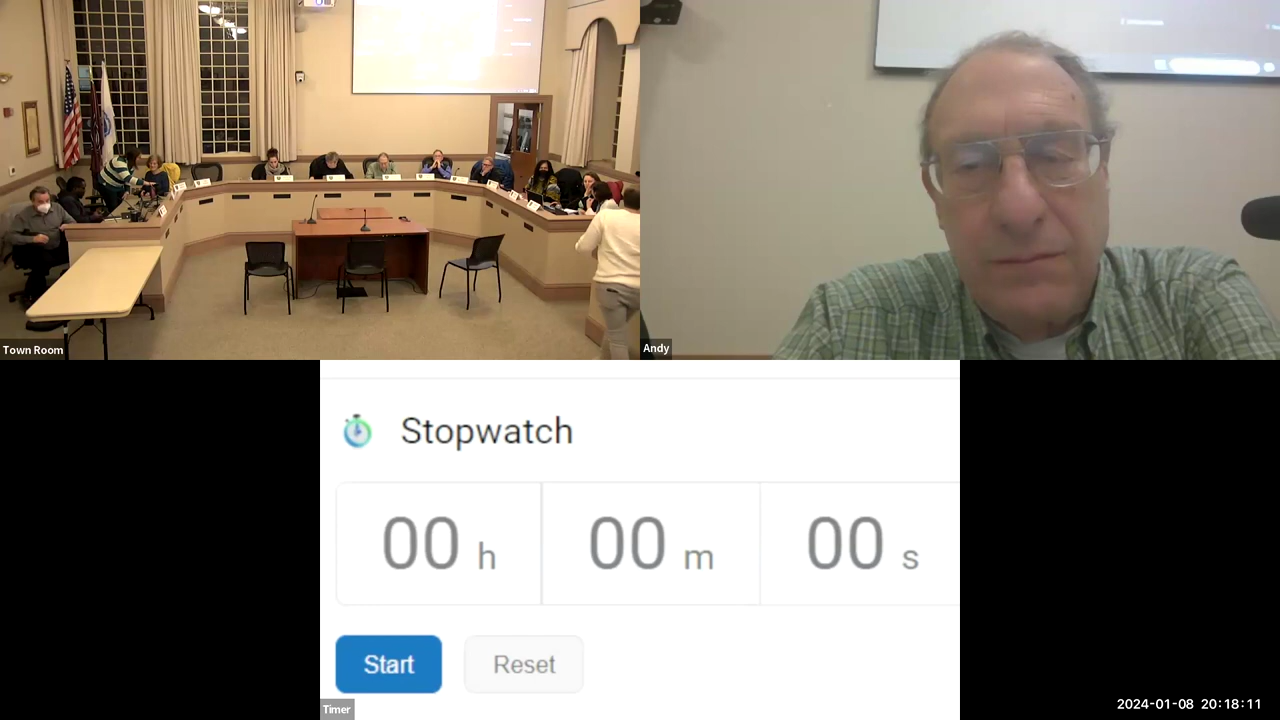 Town Room
Andy
Stopwatch
00 h 00 m 00 s
Start Reset
Timer
2024-01-08 20:18:11